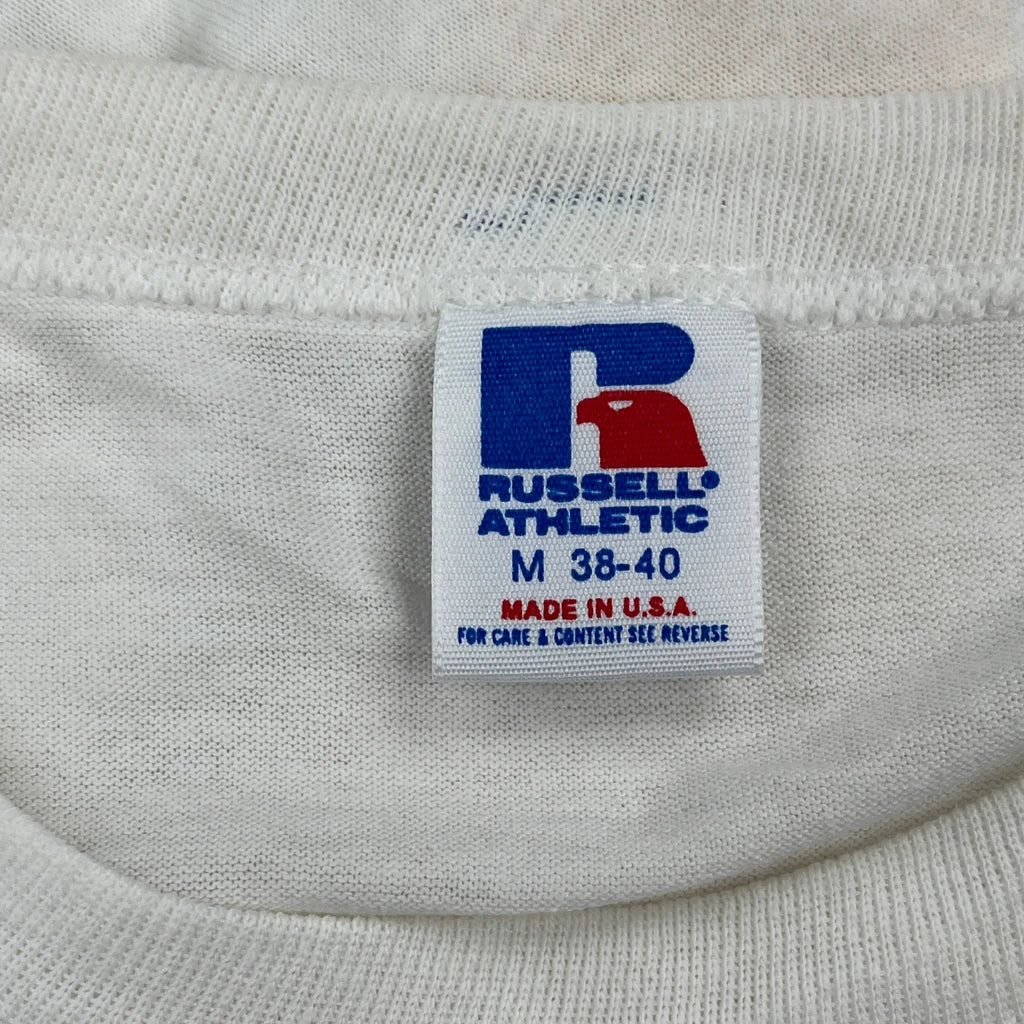 RUSSELL®
ATHLETIC
M 38-40
MADE IN U.S.A.
FOR CARE & CONTENT SEE REVERSE